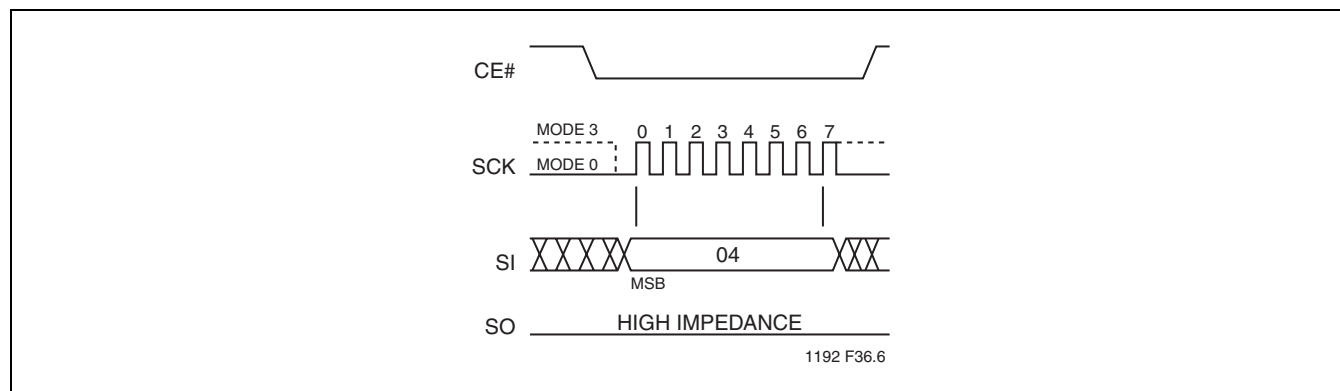 CE#
MODE 3
0 1 2 3 4 5 6 7
SCK
MODE 0
SI
04
MSB
SO
HIGH IMPEDANCE
1192 F36.6